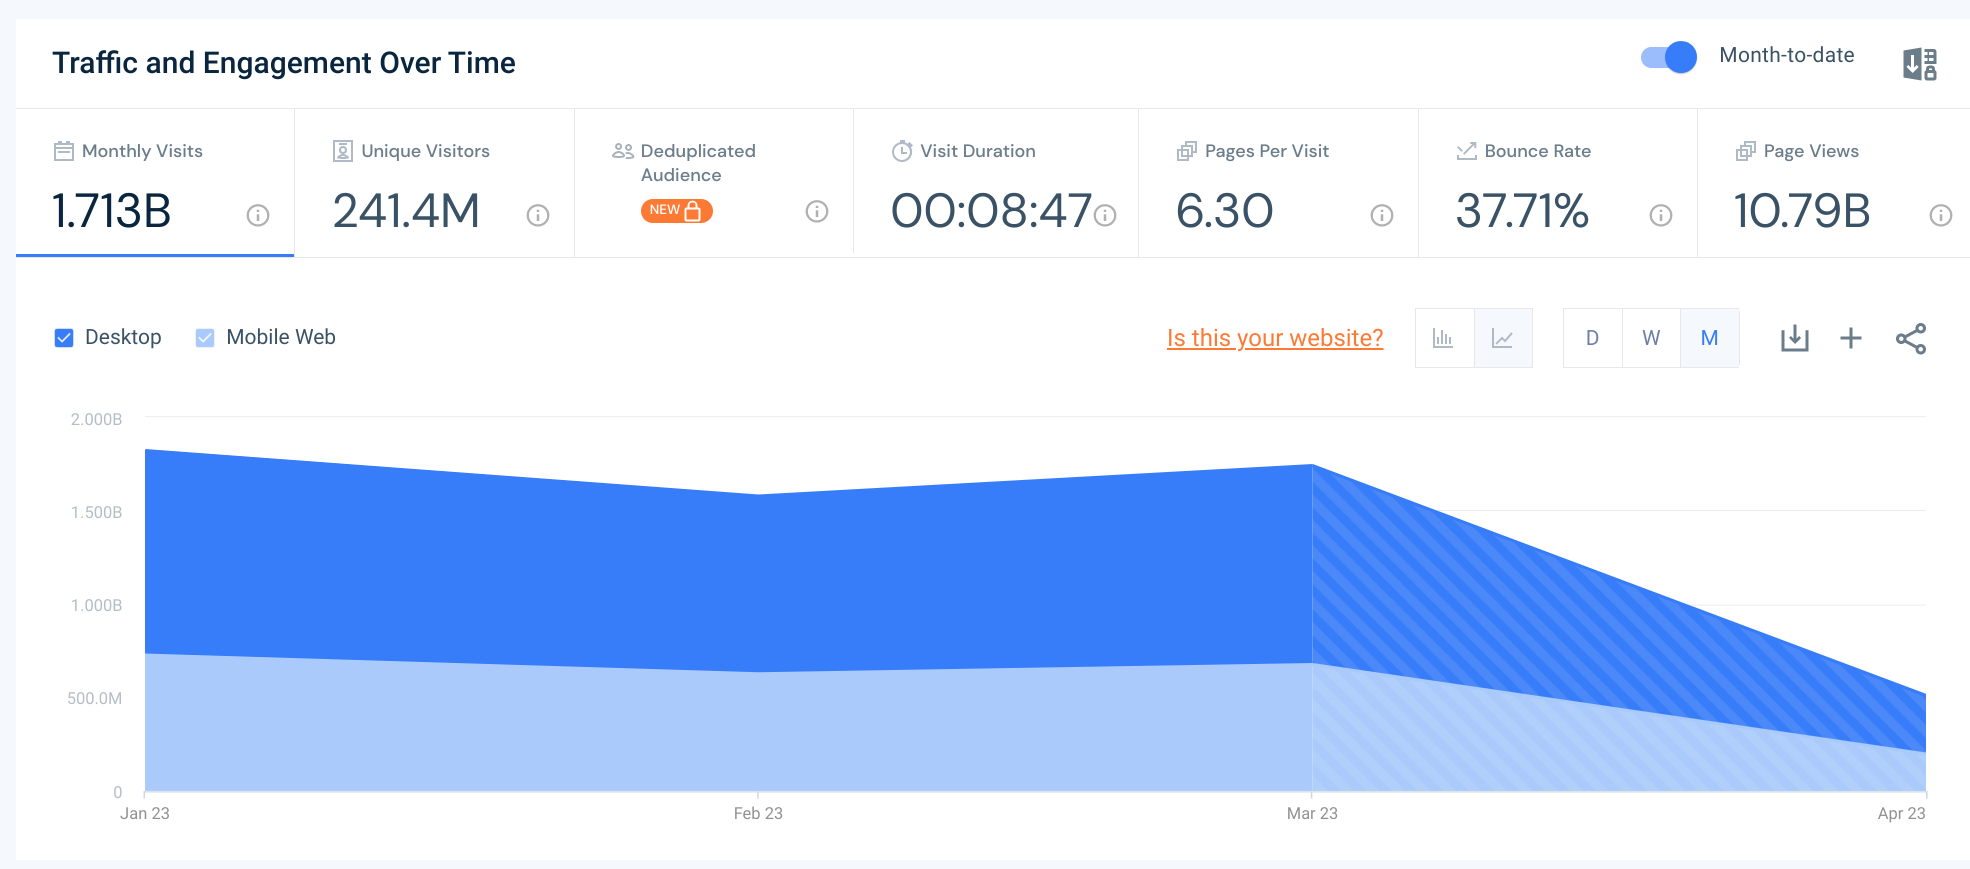 Traffic and Engagement Over Time
Month-to-date
Monthly Visits
1.713B
Unique Visitors
241.4M
Deduplicated
Audience
NEW
Visit Duration
00:08:47
Pages Per Visit
6.30
Bounce Rate
37.71%
Page Views
10.79B
Desktop
Mobile Web
Is this your website?
D
W
M
2.000B
1.500B
1.000B
500.0M
0
Jan 23
Feb 23
Mar 23
Apr 23